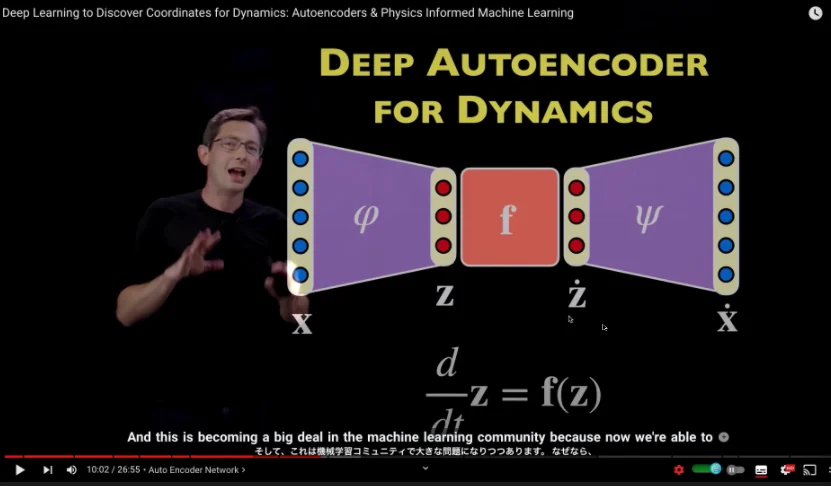 Deep Learning to Discover Coordinates for Dynamics: Autoencoders & Physics Informed Machine Learning
DEEP AUTOENCODER
FOR DYNAMICS
φ
f
ψ
z
ż
x
ẋ
d/dt z = f(z)
And this is becoming a big deal in the machine learning community because now we're able to
そして、これは機械学習コミュニティで大きな問題になりつつあります。 なぜなら、
10:02 / 26:55 • Auto Encoder Network ›